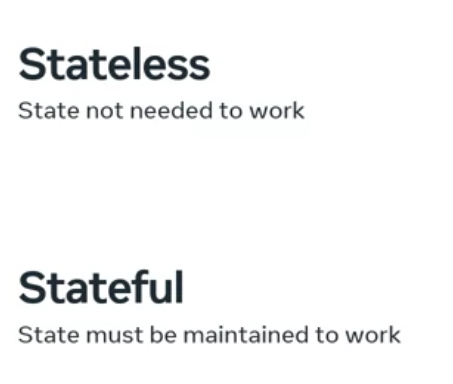 Stateless
State not needed to work
Stateful
State must be maintained to work